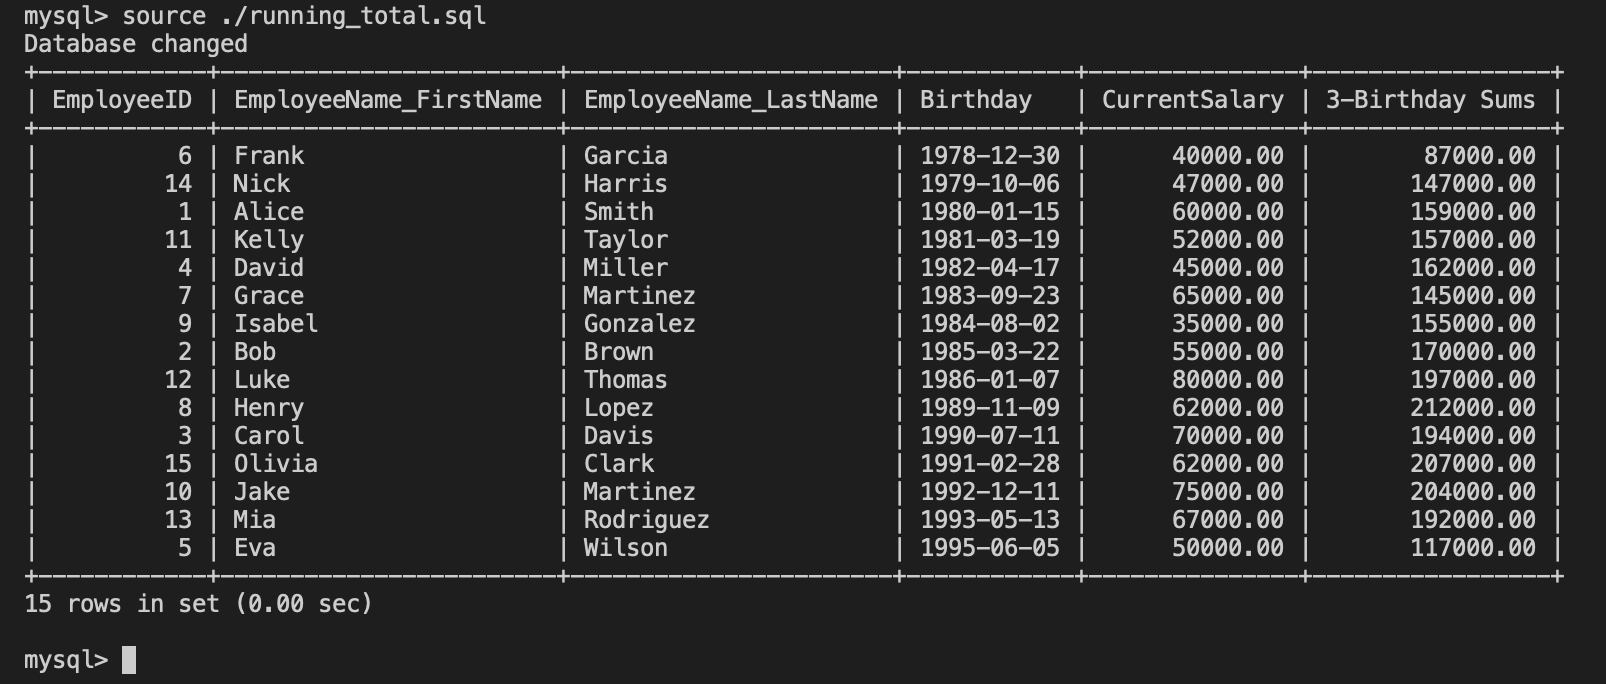 mysql> source ./running_total.sql
Database changed
+------------+------------------------+-----------------------+------------+---------------+-----------------+
| EmployeeID | EmployeeName_FirstName | EmployeeName_LastName | Birthday   | CurrentSalary | 3-Birthday Sums |
+------------+------------------------+-----------------------+------------+---------------+-----------------+
|          6 | Frank                  | Garcia                | 1978-12-30 |      40000.00 |        87000.00 |
|         14 | Nick                   | Harris                | 1979-10-06 |      47000.00 |       147000.00 |
|          1 | Alice                  | Smith                 | 1980-01-15 |      60000.00 |       159000.00 |
|         11 | Kelly                  | Taylor                | 1981-03-19 |      52000.00 |       157000.00 |
|          4 | David                  | Miller                | 1982-04-17 |      45000.00 |       162000.00 |
|          7 | Grace                  | Martinez              | 1983-09-23 |      65000.00 |       145000.00 |
|          9 | Isabel                 | Gonzalez              | 1984-08-02 |      35000.00 |       155000.00 |
|          2 | Bob                    | Brown                 | 1985-03-22 |      55000.00 |       170000.00 |
|         12 | Luke                   | Thomas                | 1986-01-07 |      80000.00 |       197000.00 |
|          8 | Henry                  | Lopez                 | 1989-11-09 |      62000.00 |       212000.00 |
|          3 | Carol                  | Davis                 | 1990-07-11 |      70000.00 |       194000.00 |
|         15 | Olivia                 | Clark                 | 1991-02-28 |      62000.00 |       207000.00 |
|         10 | Jake                   | Martinez              | 1992-12-11 |      75000.00 |       204000.00 |
|         13 | Mia                    | Rodriguez             | 1993-05-13 |      67000.00 |       192000.00 |
|          5 | Eva                    | Wilson                | 1995-06-05 |      50000.00 |       117000.00 |
+------------+------------------------+-----------------------+------------+---------------+-----------------+
15 rows in set (0.00 sec)
mysql>